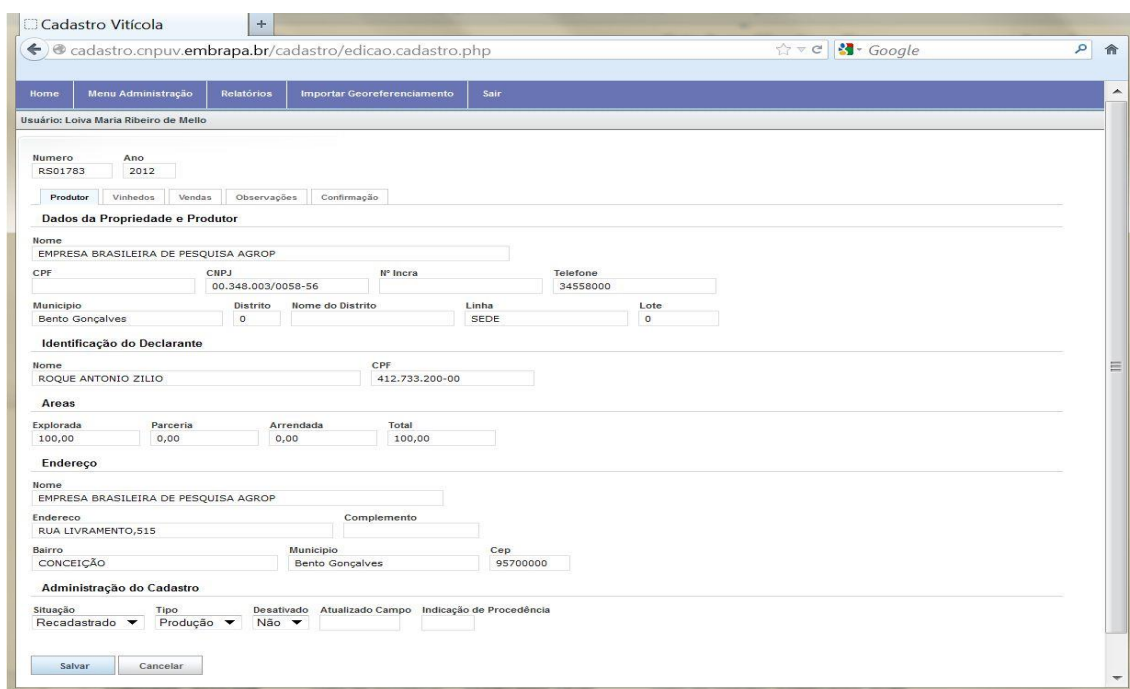 Cadastro Vitícola +
cadastro.cnpuv.embrapa.br/cadastro/edicao.cadastro.php Google
Home Menu Administração Relatórios Importar Georeferenciamento Sair
Usuário: Loiva Maria Ribeiro de Mello
Numero Ano
RS01783 2012
Produtor Vinhedos Vendas Observações Confirmação
Dados da Propriedade e Produtor
Nome
EMPRESA BRASILEIRA DE PESQUISA AGROP
CPF CNPJ Nº Incra Telefone
00.348.003/0058-56 34558000
Municipio Distrito Nome do Distrito Linha Lote
Bento Gonçalves 0 SEDE 0
Identificação do Declarante
Nome CPF
ROQUE ANTONIO ZILIO 412.733.200-00
Areas
Explorada Parceria Arrendada Total
100,00 0,00 0,00 100,00
Endereço
Nome
EMPRESA BRASILEIRA DE PESQUISA AGROP
Endereco Complemento
RUA LIVRAMENTO,515
Bairro Municipio Cep
CONCEIÇÃO Bento Gonçalves 95700000
Administração do Cadastro
Situação Tipo Desativado Atualizado Campo Indicação de Procedência
Recadastrado Produção Não
Salvar Cancelar